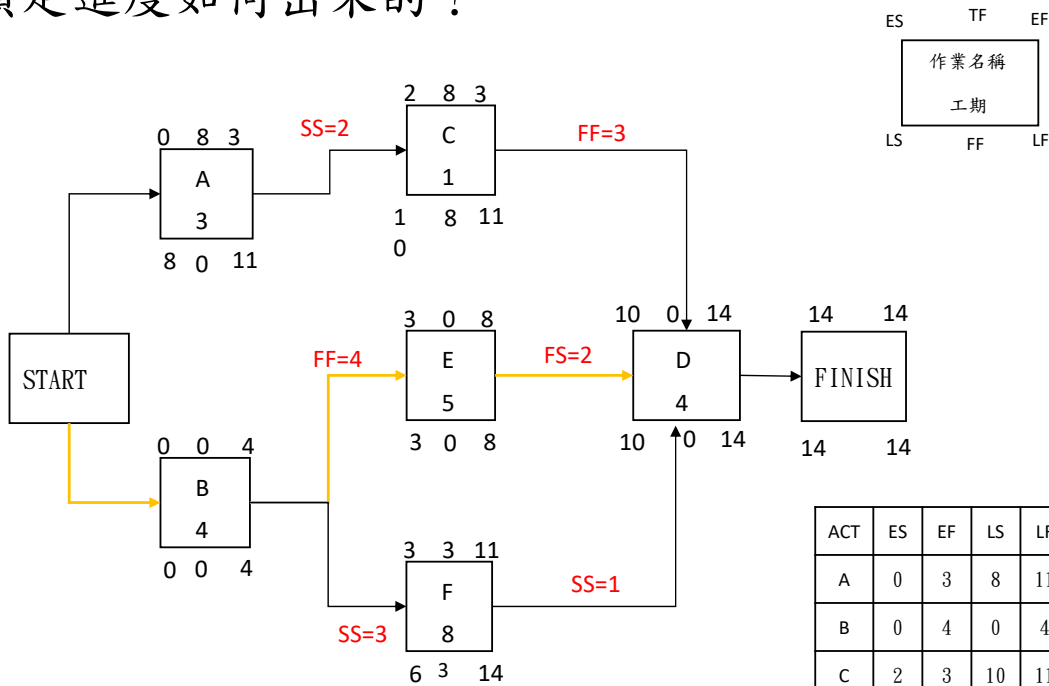 預定進度如何出來的？
ES TF EF
作業名稱
工期
LS FF LF
0 8 3
A
3
8 0 11
SS=2
2 8 3
C
1
1
0 8 11
FF=3
START
0 0 4
B
4
0 0 4
FF=4
3 0 8
E
5
3 0 8
FS=2
10 0 14
D
4
10 0 14
14 14
FINISH
14 14
SS=3
3 3 11
F
8
6 3 14
SS=1
ACT ES EF LS
A 0 3 8 11
B 0 4 0 4
C 2 3 10 11